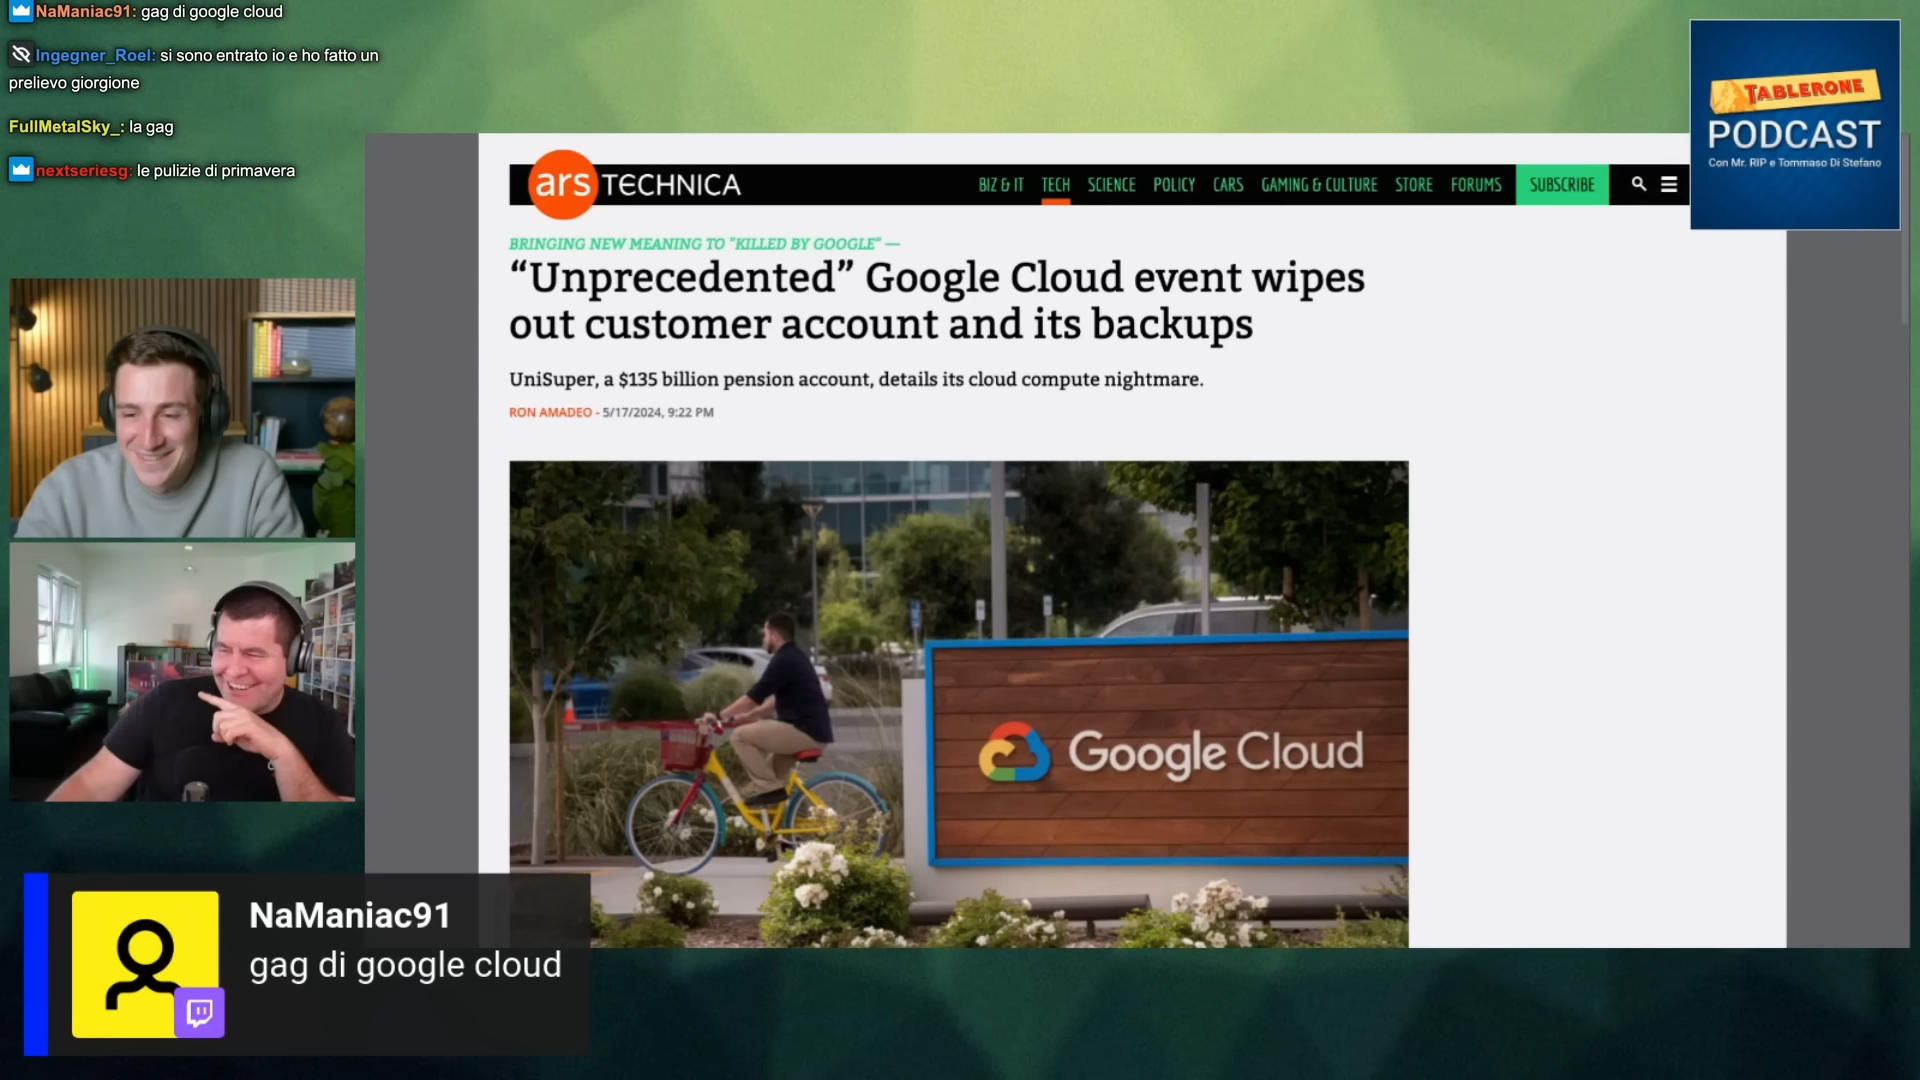 NaManiac91: gag di google cloud
Ingegner_Roel: si sono entrato io e ho fatto un
prelievo giorgione
FullMetalSky_: la gag
nextseriesg: le pulizie di primavera
TABLERONE
PODCAST
Con Mr. RIP e Tommaso Di Stefano
ars TECHNICA
BIZ & IT TECH SCIENCE POLICY CARS GAMING & CULTURE STORE FORUMS SUBSCRIBE
BRINGING NEW MEANING TO "KILLED BY GOOGLE" —
“Unprecedented” Google Cloud event wipes
out customer account and its backups
UniSuper, a $135 billion pension account, details its cloud compute nightmare.
RON AMADEO - 5/17/2024, 9:22 PM
Google Cloud
NaManiac91
gag di google cloud